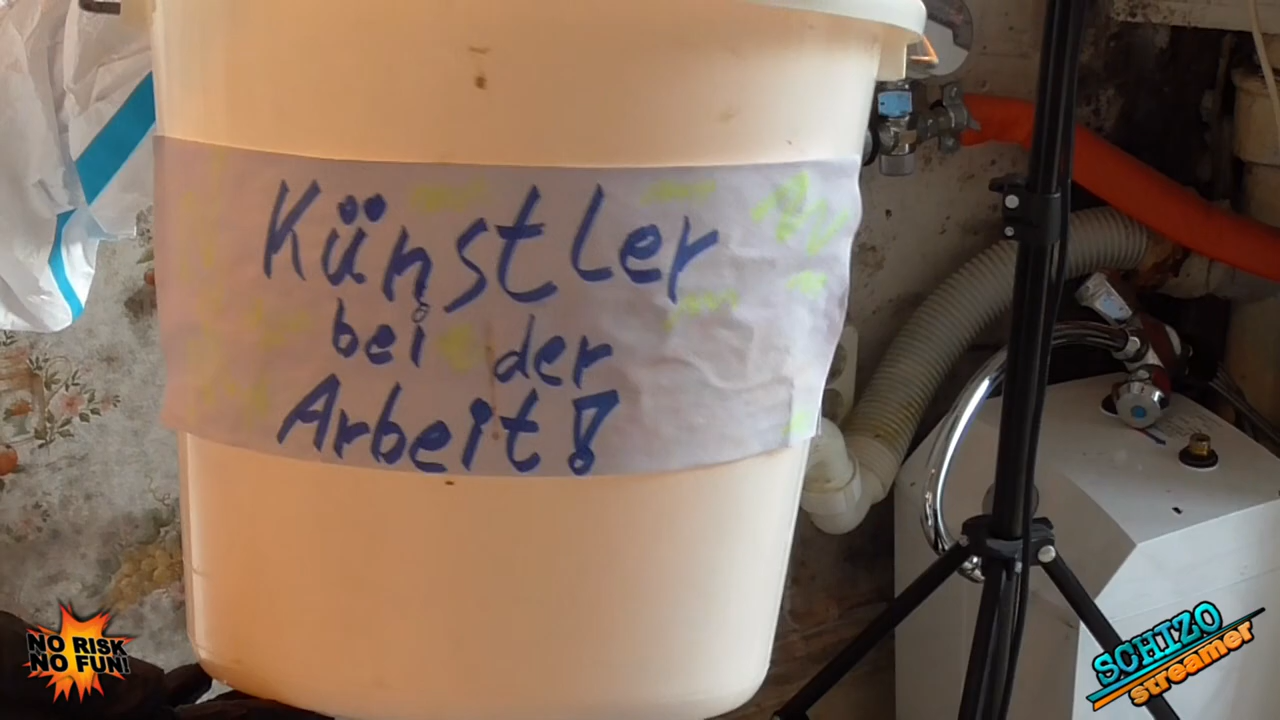 Künstler
bei der
Arbeit!
NO RISK
NO FUN!
SCHIZO
streamer